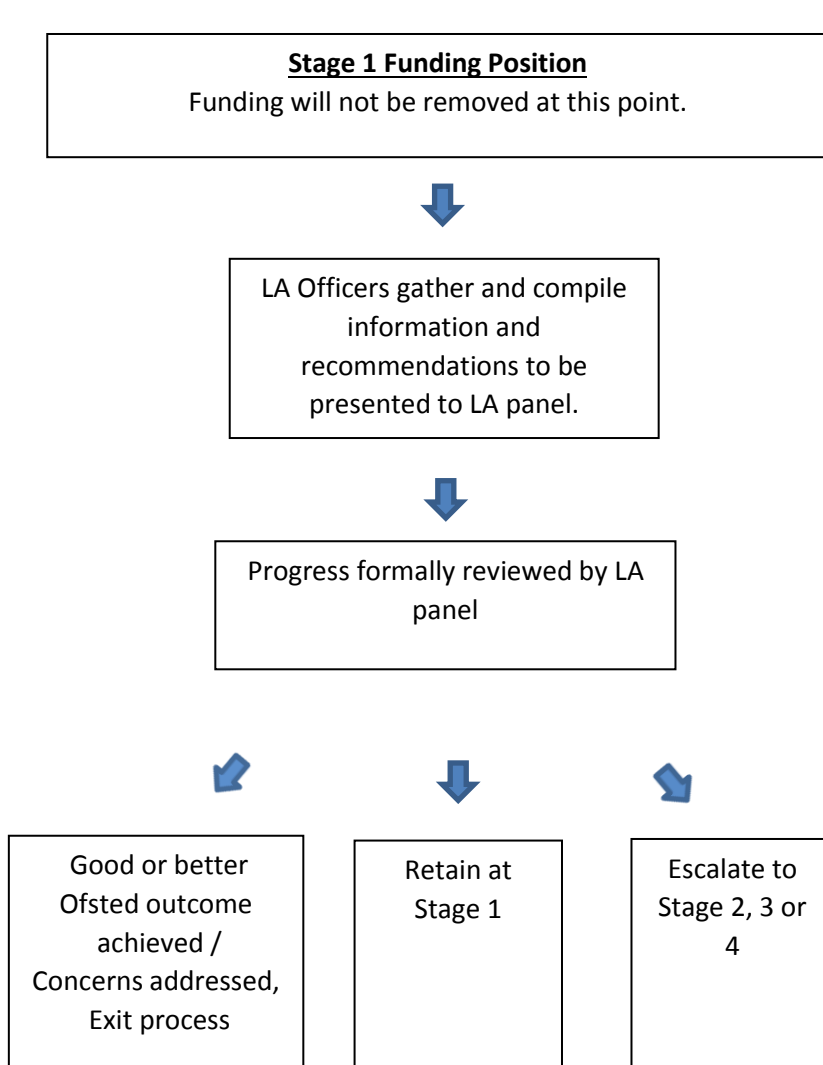 Stage 1 Funding Position
Funding will not be removed at this point.
LA Officers gather and compile
information and
recommendations to be
presented to LA panel.
Progress formally reviewed by LA
panel
Good or better
Ofsted outcome
achieved /
Concerns addressed,
Exit process
Retain at
Stage 1
Escalate to
Stage 2, 3 or
4